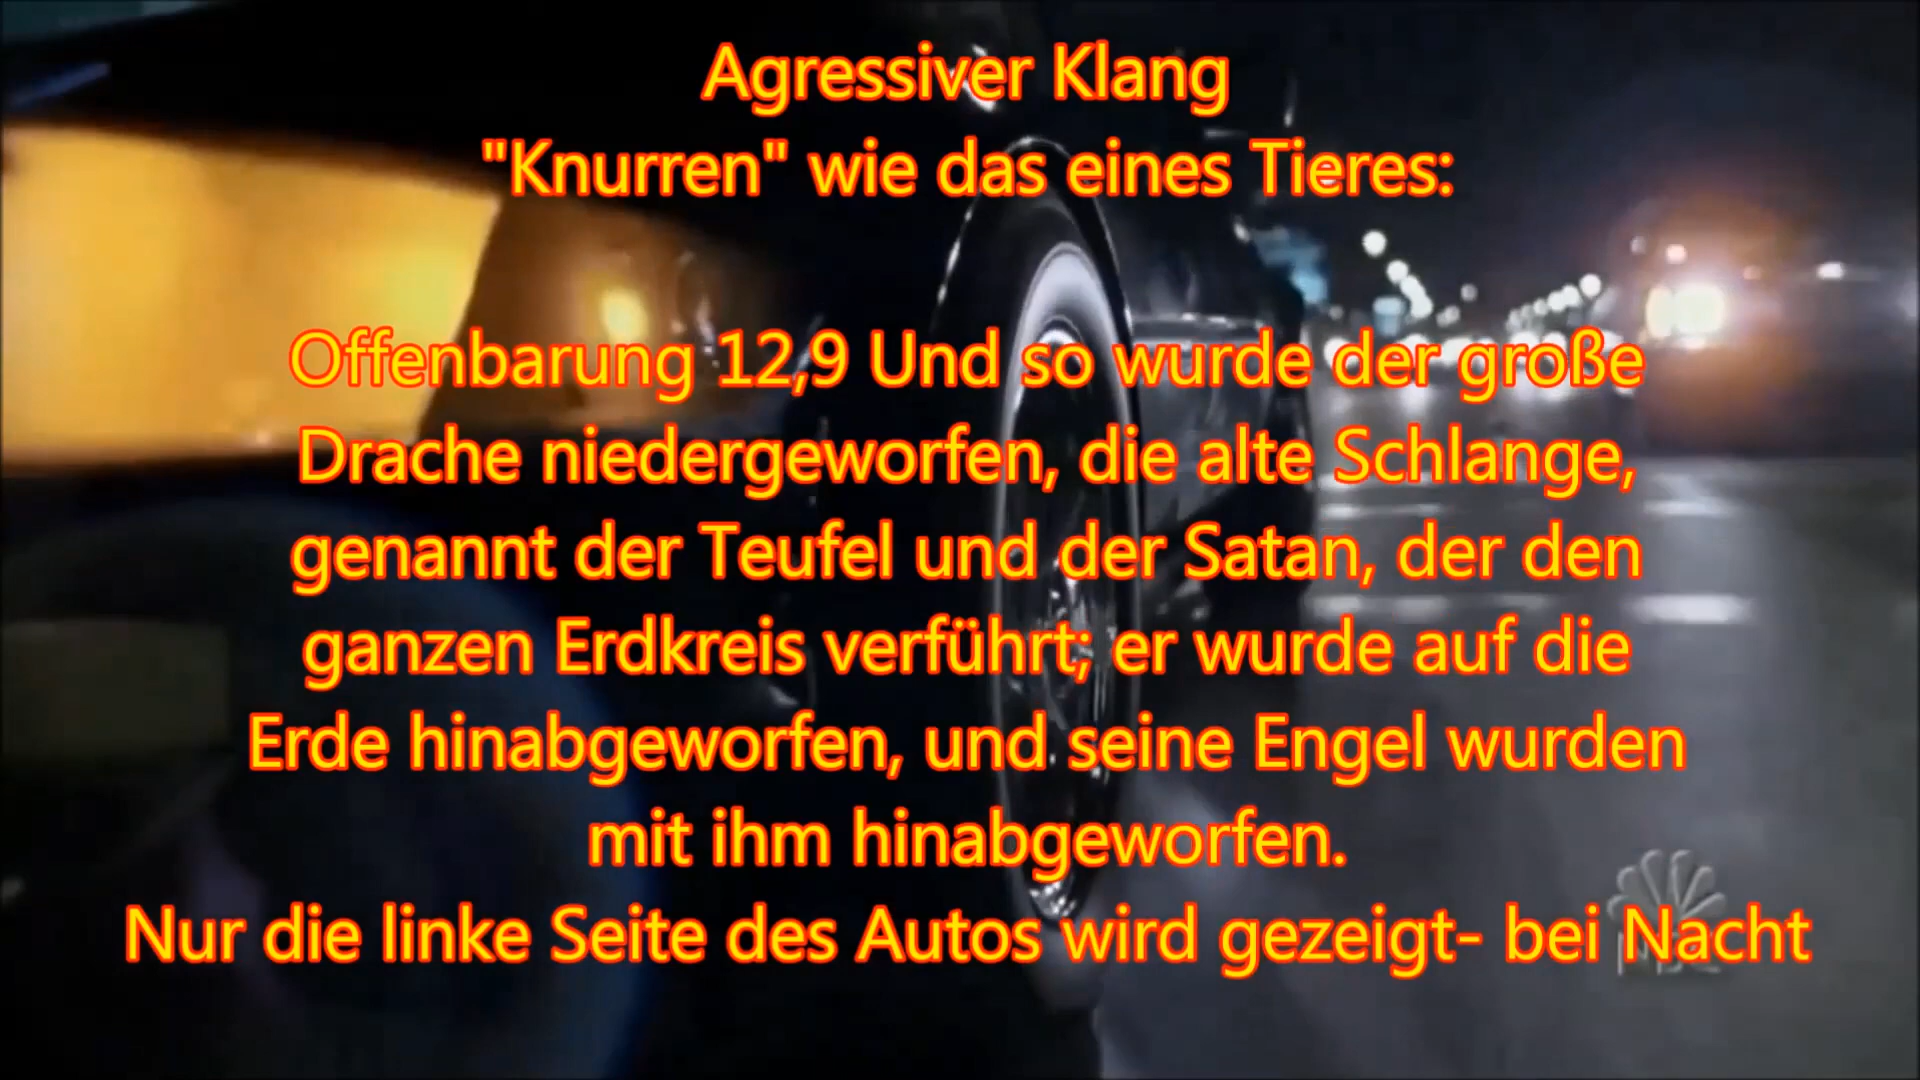 Agressiver Klang
"Knurren" wie das eines Tieres:
Offenbarung 12,9 Und so wurde der große
Drache niedergeworfen, die alte Schlange,
genannt der Teufel und der Satan, der den
ganzen Erdkreis verführt; er wurde auf die
Erde hinabgeworfen, und seine Engel wurden
mit ihm hinabgeworfen.
Nur die linke Seite des Autos wird gezeigt- bei Nacht
NBC